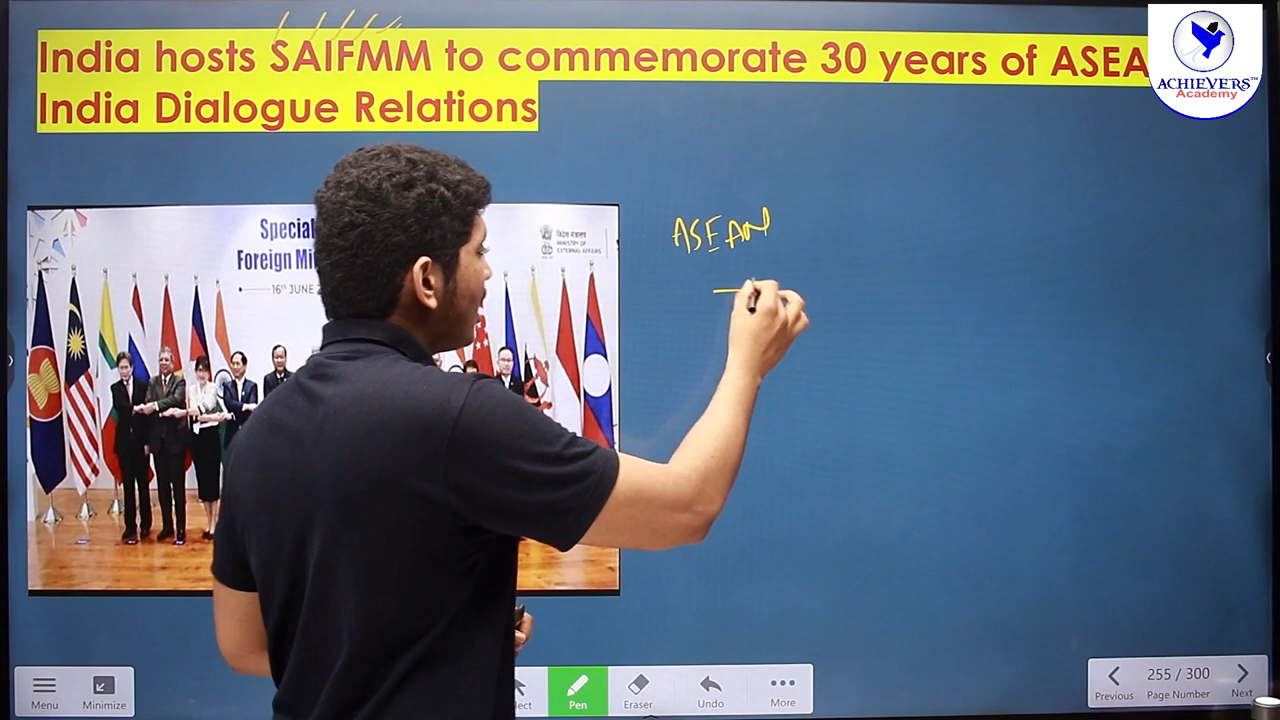 India hosts SAIFMM to commemorate 30 years of ASEA
India Dialogue Relations
ACHIEVERS™
Academy
Special
Foreign Mi
16TH JUNE 2
विदेश मंत्रालय
MINISTRY OF
EXTERNAL AFFAIRS
ASEAN
Menu
Minimize
lect
Pen
Eraser
Undo
More
255 / 300
Previous
Page Number
Next